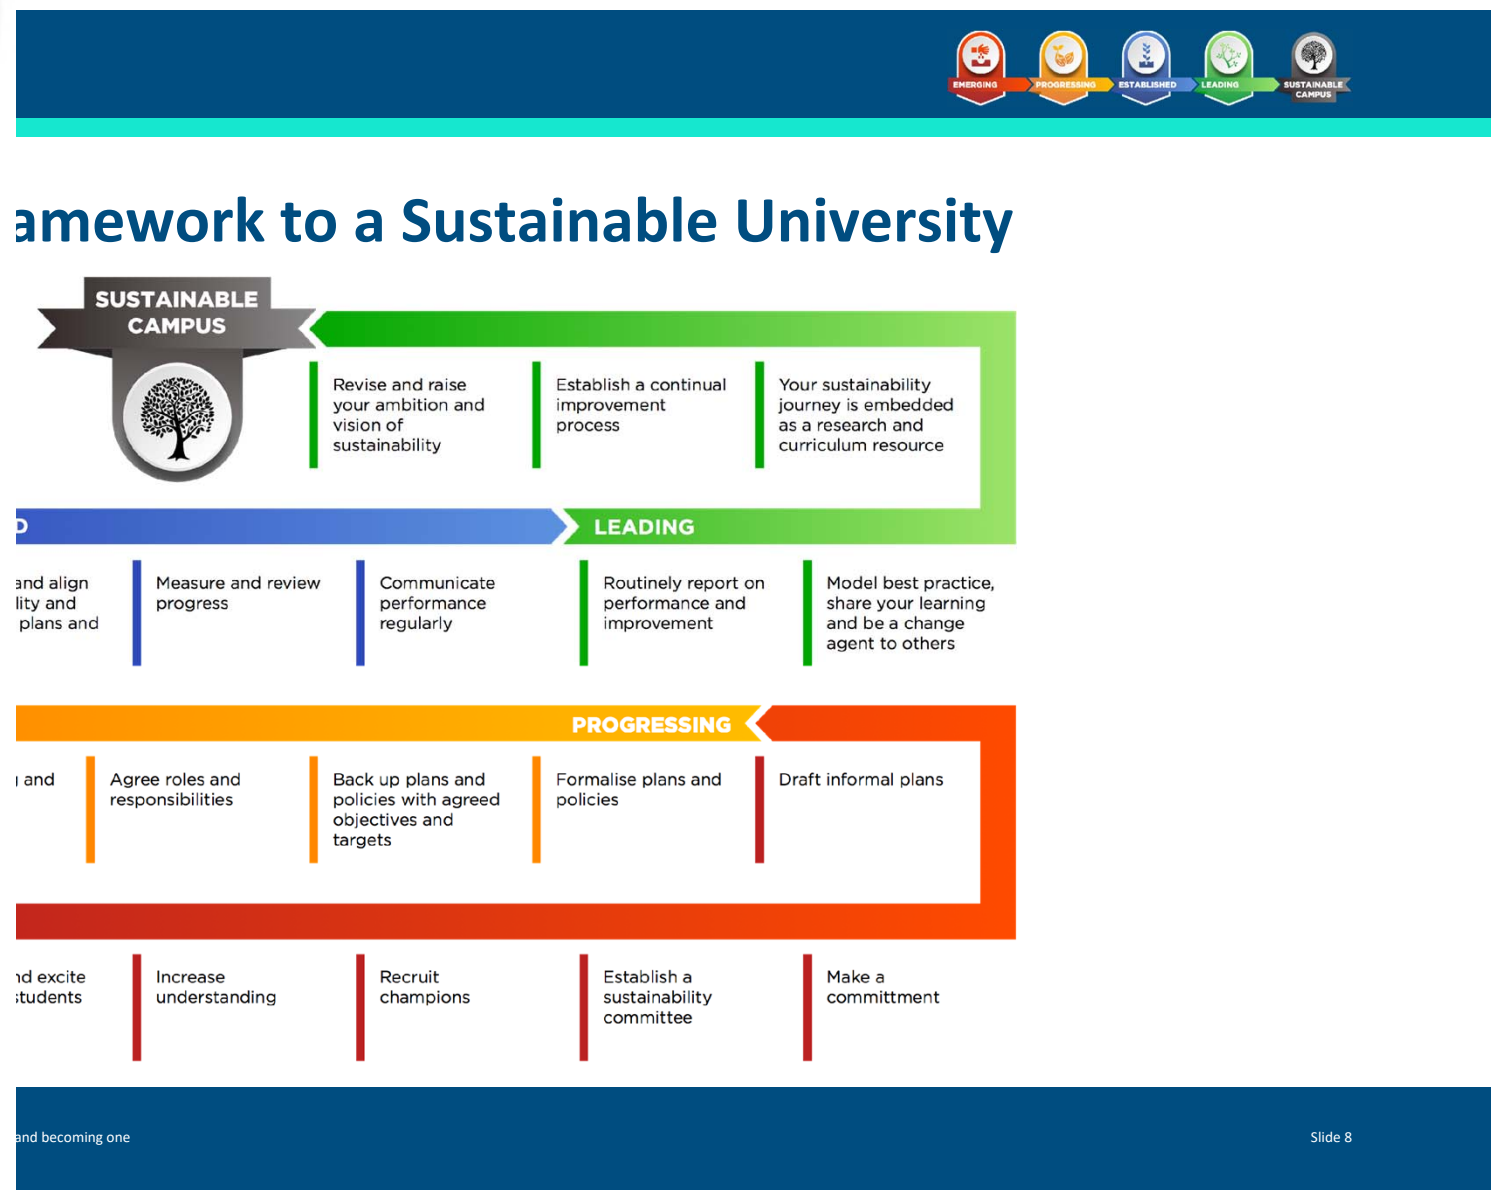 EMERGING
PROGRESSING
ESTABLISHED
LEADING
SUSTAINABLE
CAMPUS
amework to a Sustainable University
SUSTAINABLE
CAMPUS
Revise and raise
your ambition and
vision of
sustainability
Establish a continual
improvement
process
Your sustainability
journey is embedded
as a research and
curriculum resource
D
LEADING
and align
lity and
plans and
Measure and review
progress
Communicate
performance
regularly
Routinely report on
performance and
improvement
Model best practice,
share your learning
and be a change
agent to others
PROGRESSING
and
Agree roles and
responsibilities
Back up plans and
policies with agreed
objectives and
targets
Formalise plans and
policies
Draft informal plans
nd excite
students
Increase
understanding
Recruit
champions
Establish a
sustainability
committee
Make a
committment
and becoming one
Slide 8